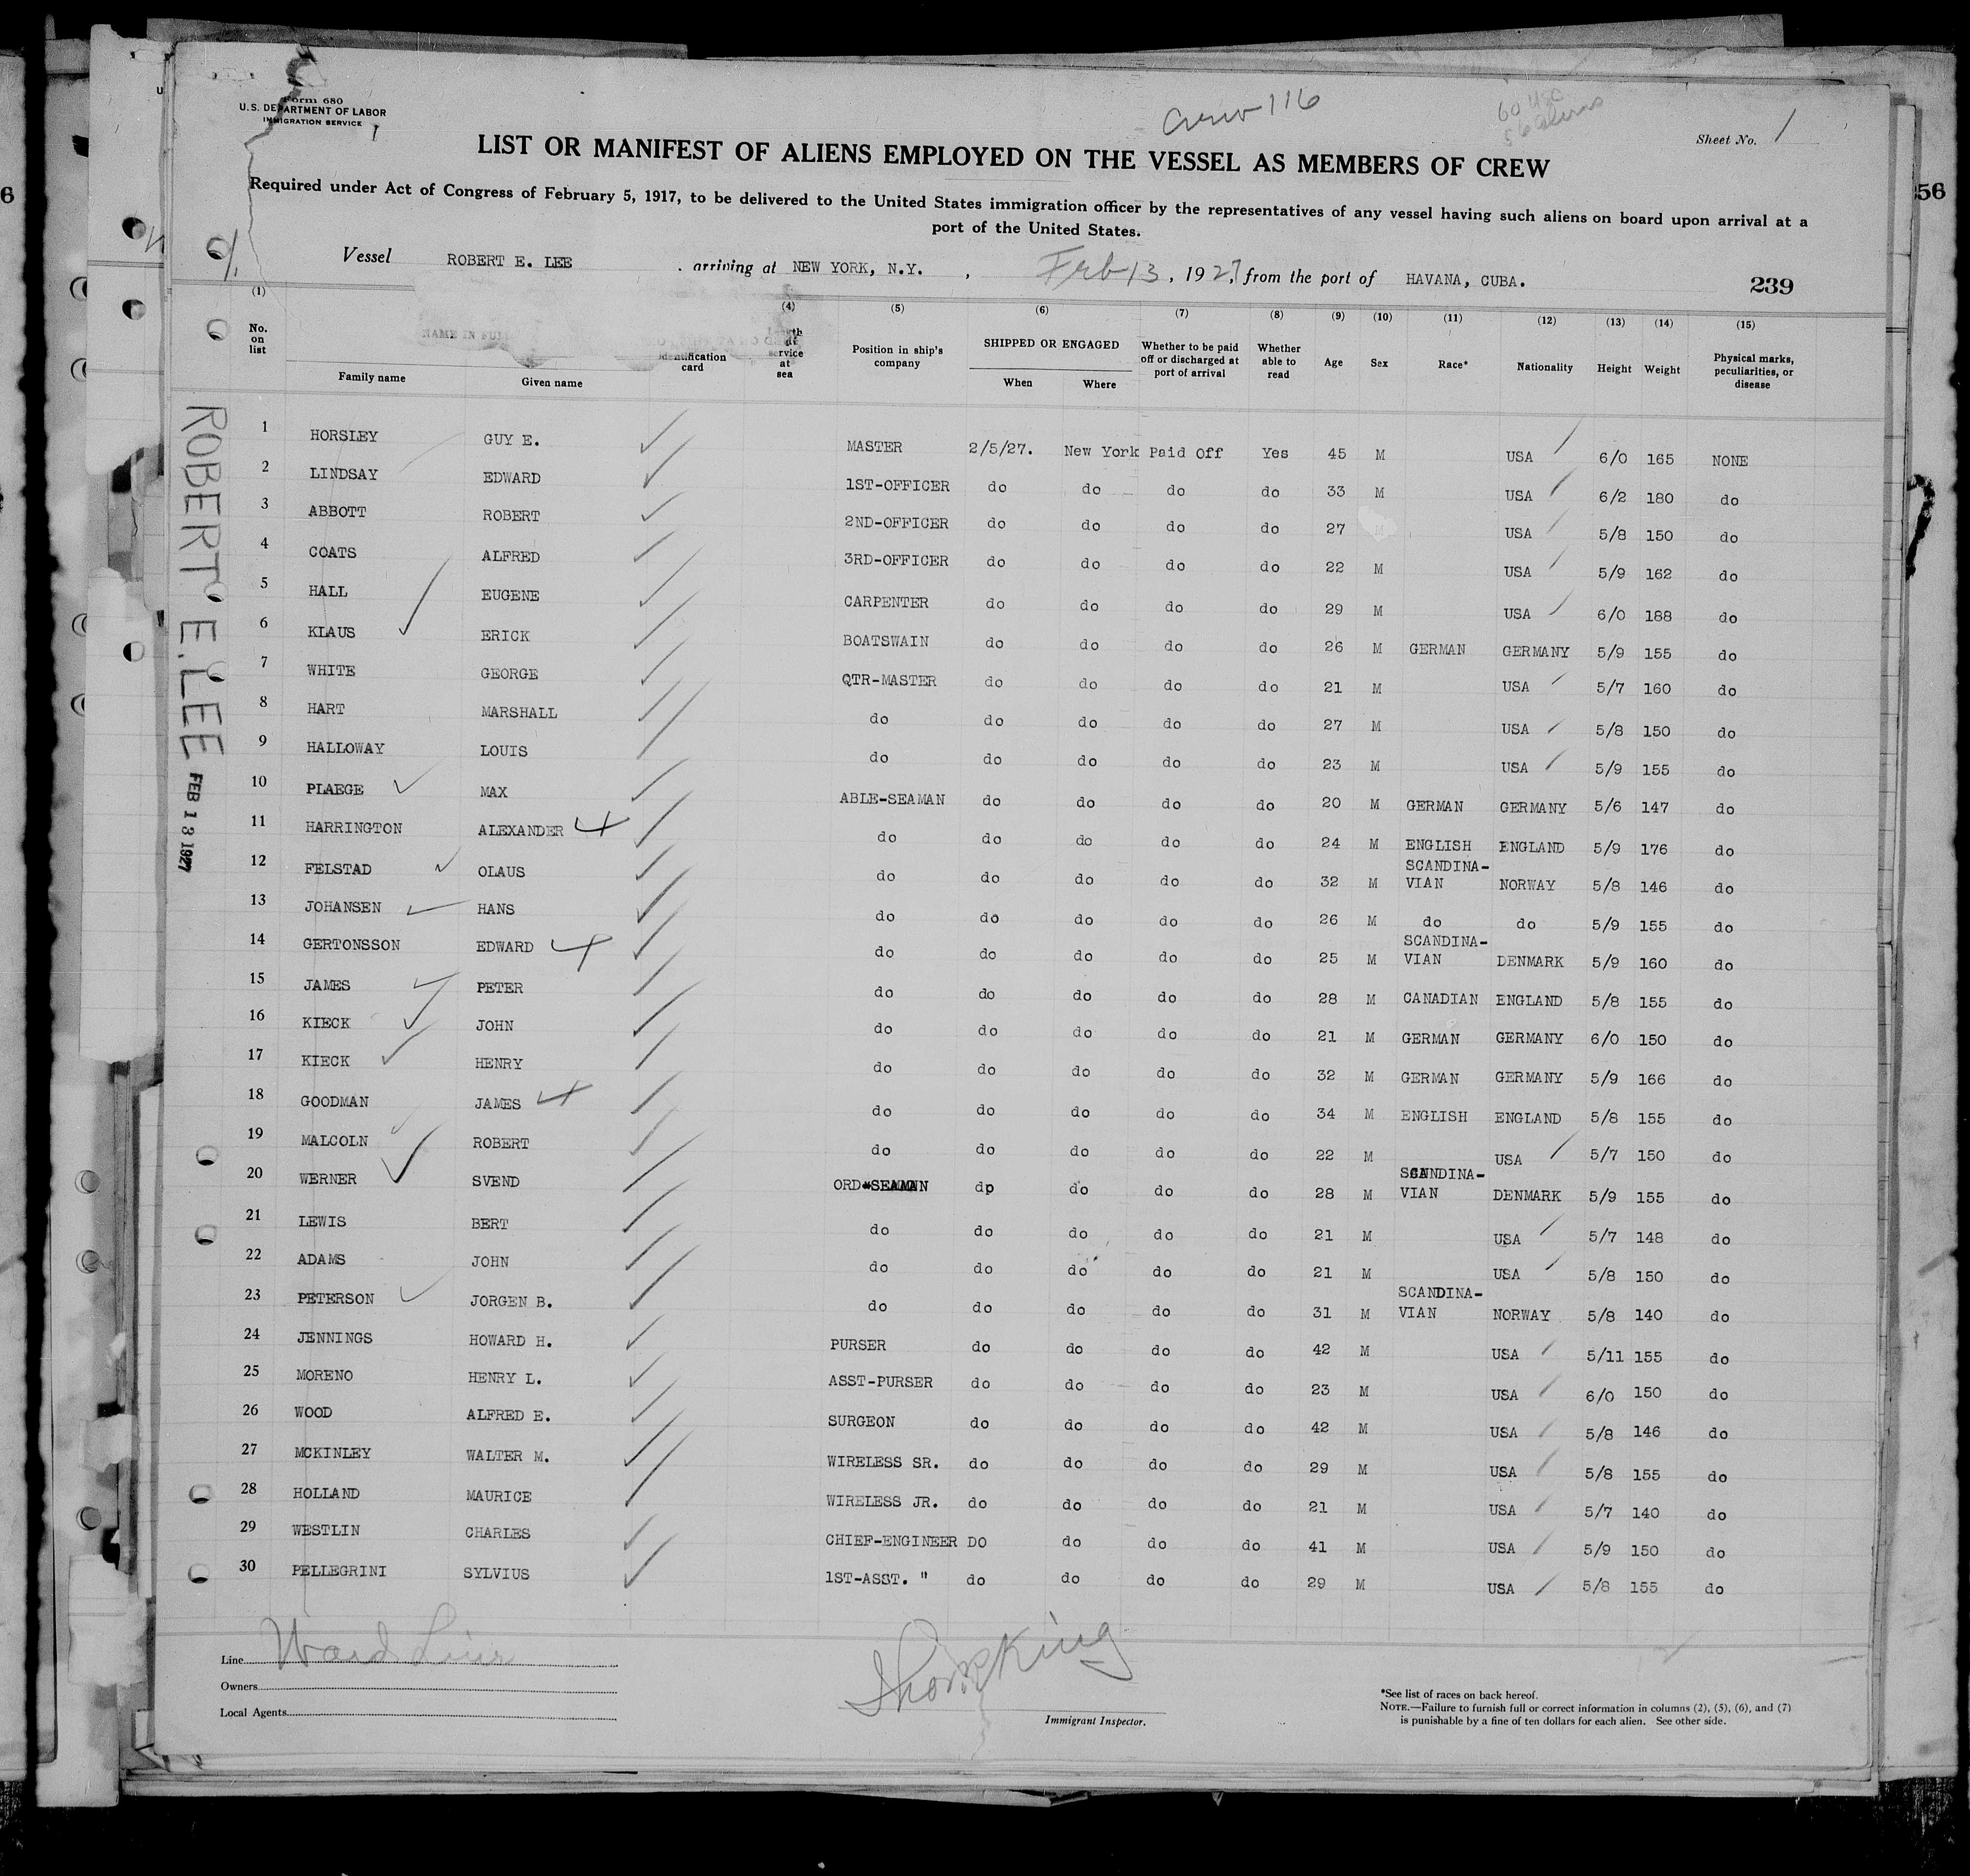 Form 680
U.S. DEPARTMENT OF LABOR
IMMIGRATION SERVICE
Crew 116
60 USC
56 Aliens
Sheet No. 1
LIST OR MANIFEST OF ALIENS EMPLOYED ON THE VESSEL AS MEMBERS OF CREW
Required under Act of Congress of February 5, 1917, to be delivered to the United States immigration officer by the representatives of any vessel having such aliens on board upon arrival at a
port of the United States.
Vessel ROBERT E. LEE . arriving at NEW YORK, N.Y. , Feb 13, 1927, from the port of HAVANA, CUBA.
239
(1) (4) (5) (6) (7) (8) (9) (10) (11) (12) (13) (14) (15)
No. on list NAME IN FULL Family name Given name identification card service at sea Position in ship's company SHIPPED OR ENGAGED When Where Whether to be paid off or discharged at port of arrival Whether able to read Age Sex Race* Nationality Height Weight Physical marks, peculiarities, or disease
1 HORSLEY GUY E. MASTER 2/5/27. New York Paid Off Yes 45 M USA 6/0 165 NONE
2 LINDSAY EDWARD 1ST-OFFICER do do do do 33 M USA 6/2 180 do
3 ABBOTT ROBERT 2ND-OFFICER do do do do 27 M USA 5/8 150 do
4 COATS ALFRED 3RD-OFFICER do do do do 22 M USA 5/9 162 do
5 HALL EUGENE CARPENTER do do do do 29 M USA 6/0 188 do
6 KLAUS ERICK BOATSWAIN do do do do 26 M GERMAN GERMANY 5/9 155 do
7 WHITE GEORGE QTR-MASTER do do do do 21 M USA 5/7 160 do
8 HART MARSHALL do do do do do 27 M USA 5/8 150 do
9 HALLOWAY LOUIS do do do do do 23 M USA 5/9 155 do
10 PLAEGE MAX ABLE-SEAMAN do do do do 20 M GERMAN GERMANY 5/6 147 do
11 HARRINGTON ALEXANDER do do do do do 24 M ENGLISH ENGLAND 5/9 176 do
12 FELSTAD OLAUS do do do do do 32 M SCANDINA-VIAN NORWAY 5/8 146 do
13 JOHANSEN HANS do do do do do 26 M do do 5/9 155 do
14 GERTONSSON EDWARD do do do do do 25 M SCANDINA-VIAN DENMARK 5/9 160 do
15 JAMES PETER do do do do do 28 M CANADIAN ENGLAND 5/8 155 do
16 KIECK JOHN do do do do do 21 M GERMAN GERMANY 6/0 150 do
17 KIECK HENRY do do do do do 32 M GERMAN GERMANY 5/9 166 do
18 GOODMAN JAMES do do do do do 34 M ENGLISH ENGLAND 5/8 155 do
19 MALCOLN ROBERT do do do do do 22 M USA 5/7 150 do
20 WERNER SVEND ORD-SEAMAN dp do do do 28 M SCANDINA-VIAN DENMARK 5/9 155 do
21 LEWIS BERT do do do do do 21 M USA 5/7 148 do
22 ADAMS JOHN do do do do do 21 M USA 5/8 150 do
23 PETERSON JORGEN B. do do do do do 31 M SCANDINA-VIAN NORWAY 5/8 140 do
24 JENNINGS HOWARD H. PURSER do do do do 42 M USA 5/11 155 do
25 MORENO HENRY L. ASST-PURSER do do do do 23 M USA 6/0 150 do
26 WOOD ALFRED E. SURGEON do do do do 42 M USA 5/8 146 do
27 MCKINLEY WALTER M. WIRELESS SR. do do do do 29 M USA 5/8 155 do
28 HOLLAND MAURICE WIRELESS JR. do do do do 21 M USA 5/7 140 do
29 WESTLIN CHARLES CHIEF-ENGINEER DO do do do 41 M USA 5/9 150 do
30 PELLEGRINI SYLVIUS 1ST-ASST. " do do do do 29 M USA 5/8 155 do
ROBERT E. LEE
FEB 13 1927
Line Ward Line
Owners
Local Agents
Immigrant Inspector.
*See list of races on back hereof.
NOTE.—Failure to furnish full or correct information in columns (2), (5), (6), and (7)
is punishable by a fine of ten dollars for each alien. See other side.